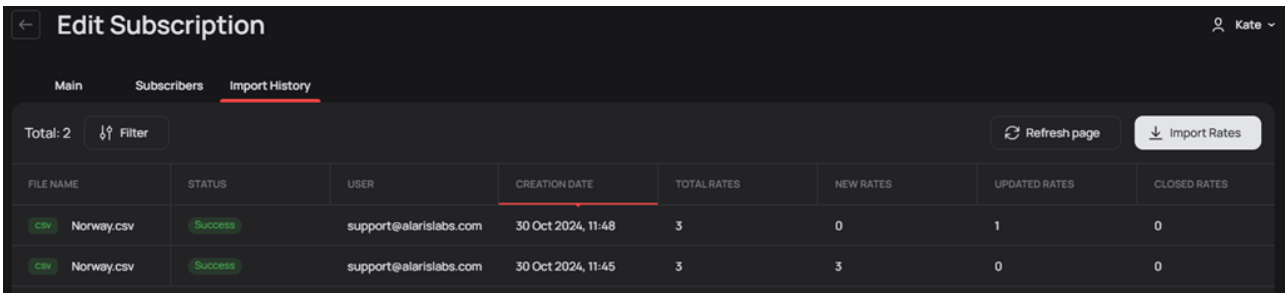 Edit Subscription
Kate
Main Subscribers Import History
Total: 2 Filter Refresh page Import Rates
FILE NAME STATUS USER CREATION DATE TOTAL RATES NEW RATES UPDATED RATES CLOSED RATES
csv Norway.csv Success support@alarislabs.com 30 Oct 2024, 11:48 3 0 1 0
csv Norway.csv Success support@alarislabs.com 30 Oct 2024, 11:45 3 3 0 0